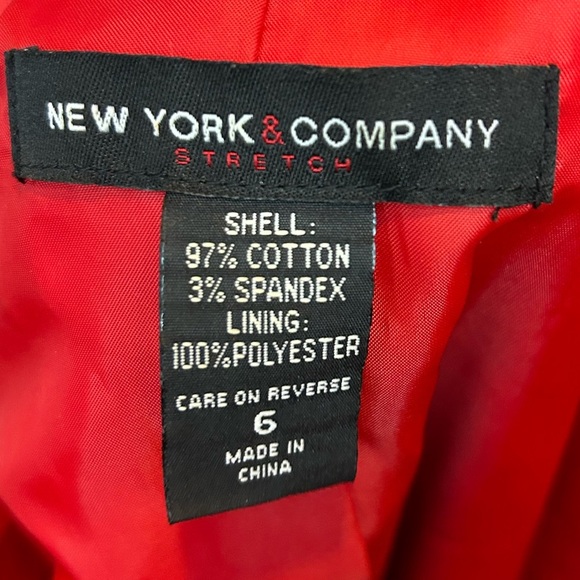 NEW YORK & COMPANY
STRETCH
SHELL:
97% COTTON
3% SPANDEX
LINING:
100%POLYESTER
CARE ON REVERSE
6
MADE IN
CHINA